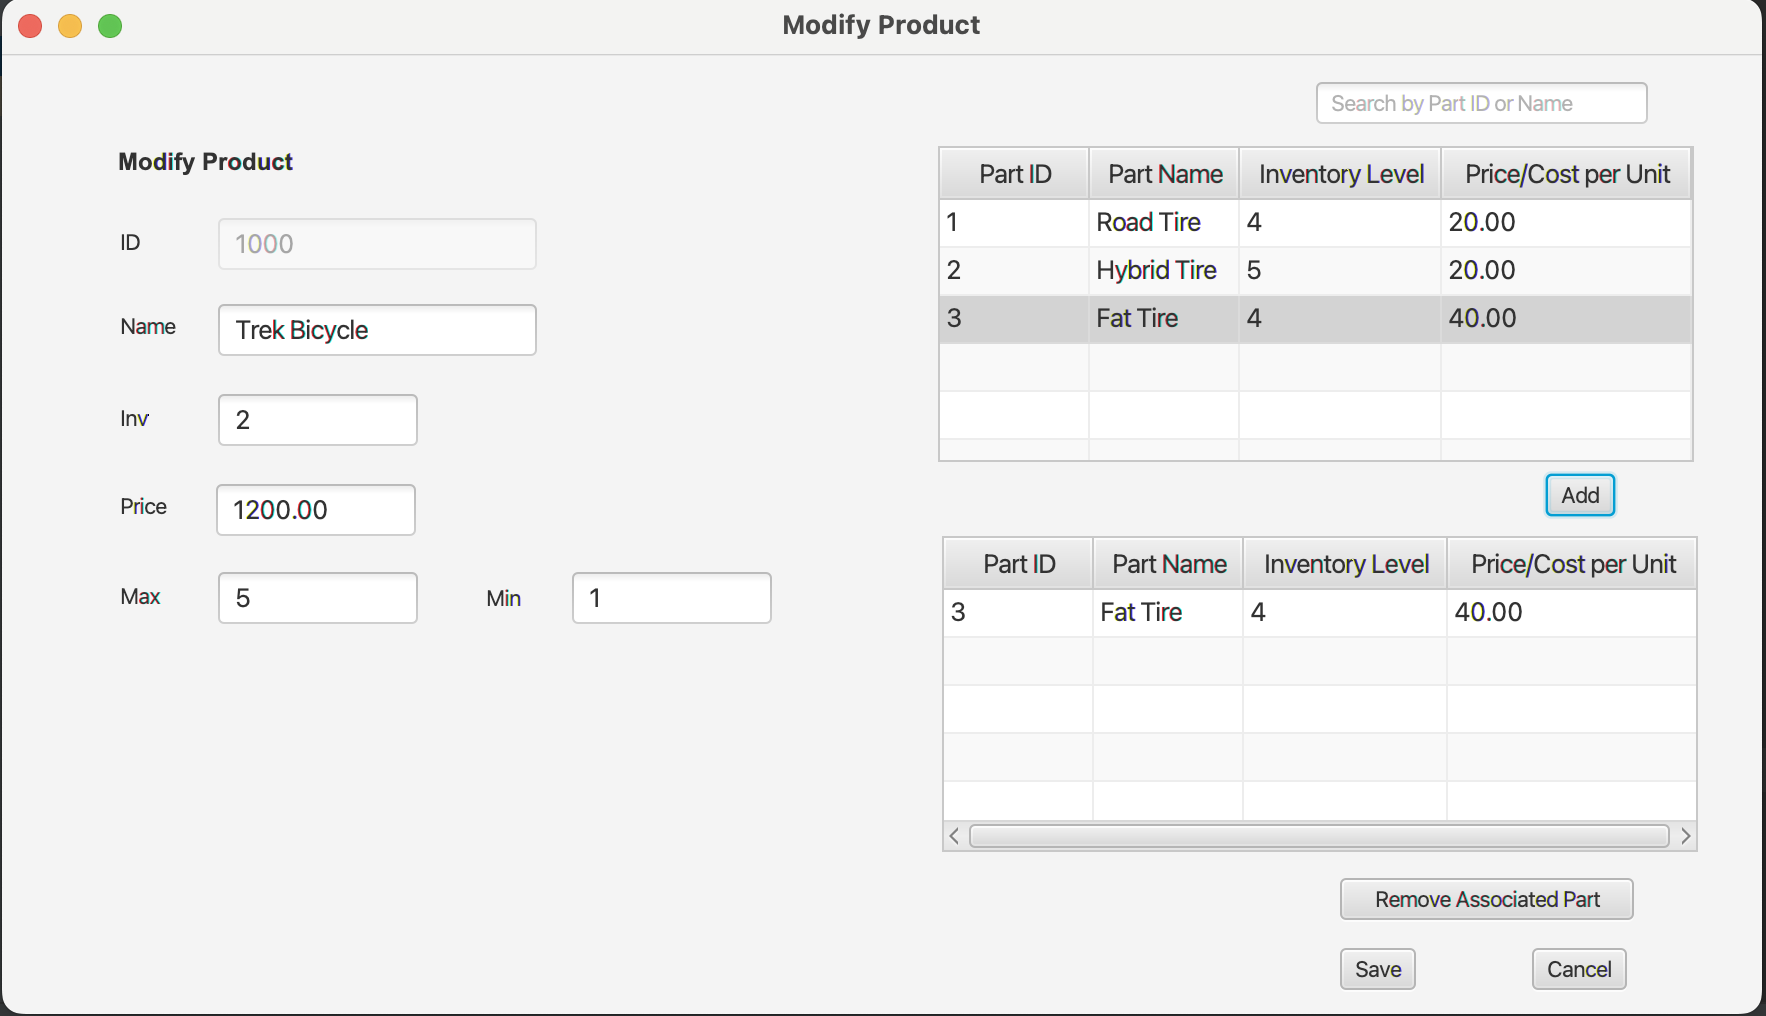 Modify Product
Search by Part ID or Name
Modify Product
ID 1000
Name Trek Bicycle
Inv 2
Price 1200.00
Max 5 Min 1
Part ID Part Name Inventory Level Price/Cost per Unit
1 Road Tire 4 20.00
2 Hybrid Tire 5 20.00
3 Fat Tire 4 40.00
Add
Part ID Part Name Inventory Level Price/Cost per Unit
3 Fat Tire 4 40.00
Remove Associated Part
Save Cancel